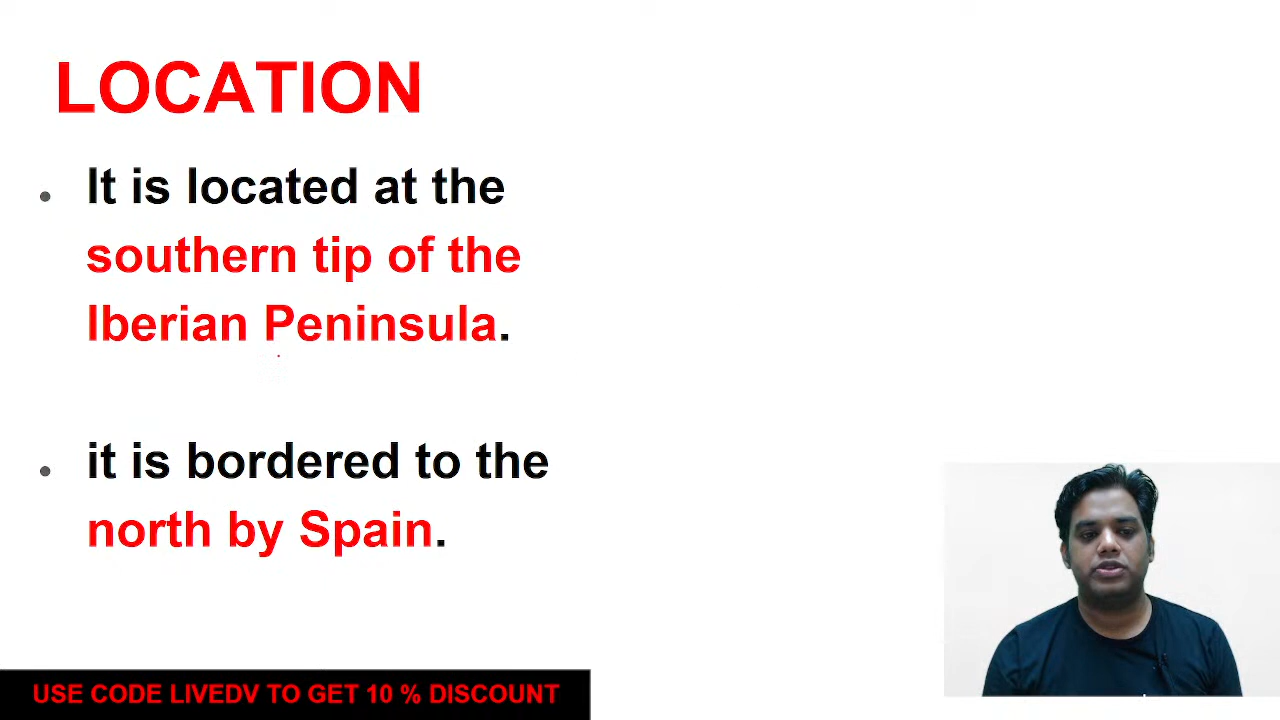 LOCATION
It is located at the
southern tip of the
Iberian Peninsula.
it is bordered to the
north by Spain.
USE CODE LIVEDV TO GET 10 % DISCOUNT